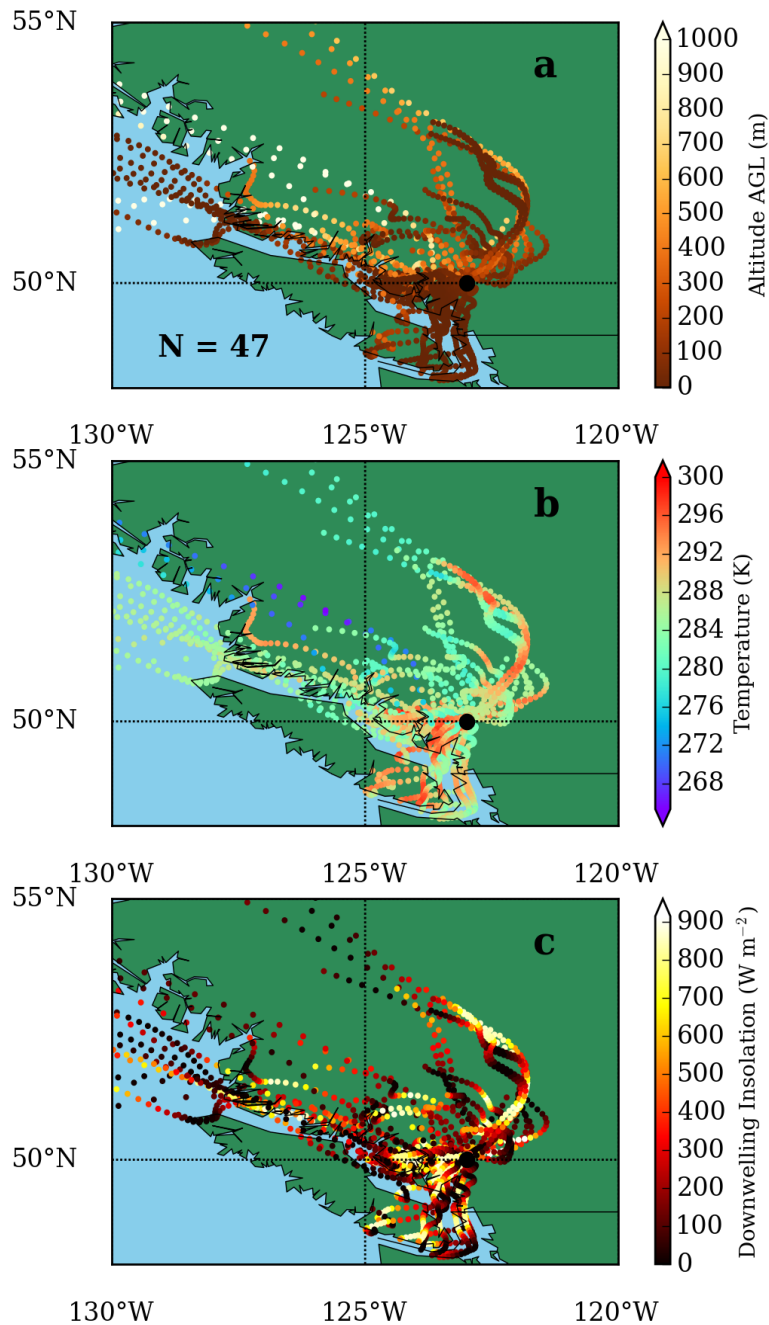 55°N
a
50°N
N = 47
130°W 125°W 120°W
1000
900
800
700
600
500
400
300
200
100
0
Altitude AGL (m)
55°N
b
50°N
130°W 125°W 120°W
300
296
292
288
284
280
276
272
268
Temperature (K)
55°N
c
50°N
130°W 125°W 120°W
900
800
700
600
500
400
300
200
100
0
Downwelling Insolation (W m⁻²)